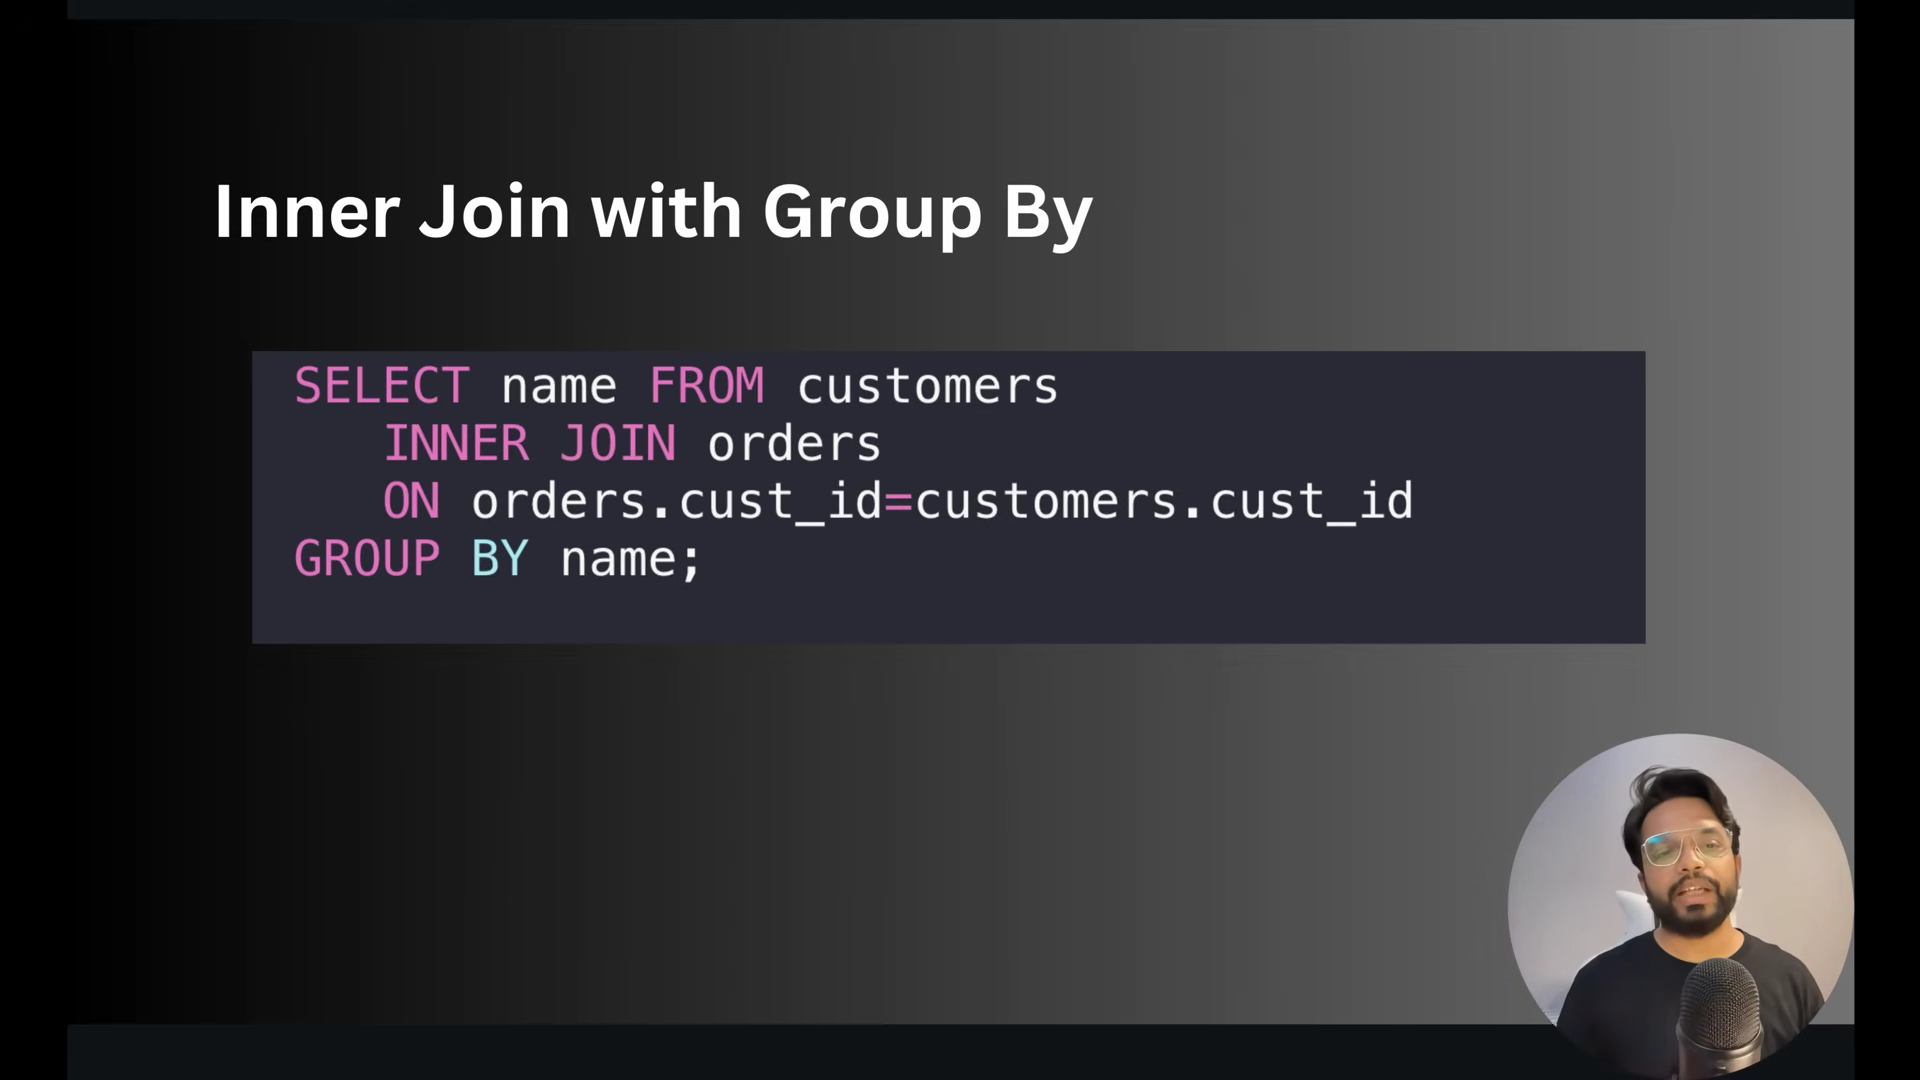 Inner Join with Group By
SELECT name FROM customers
INNER JOIN orders
ON orders.cust_id=customers.cust_id
GROUP BY name;